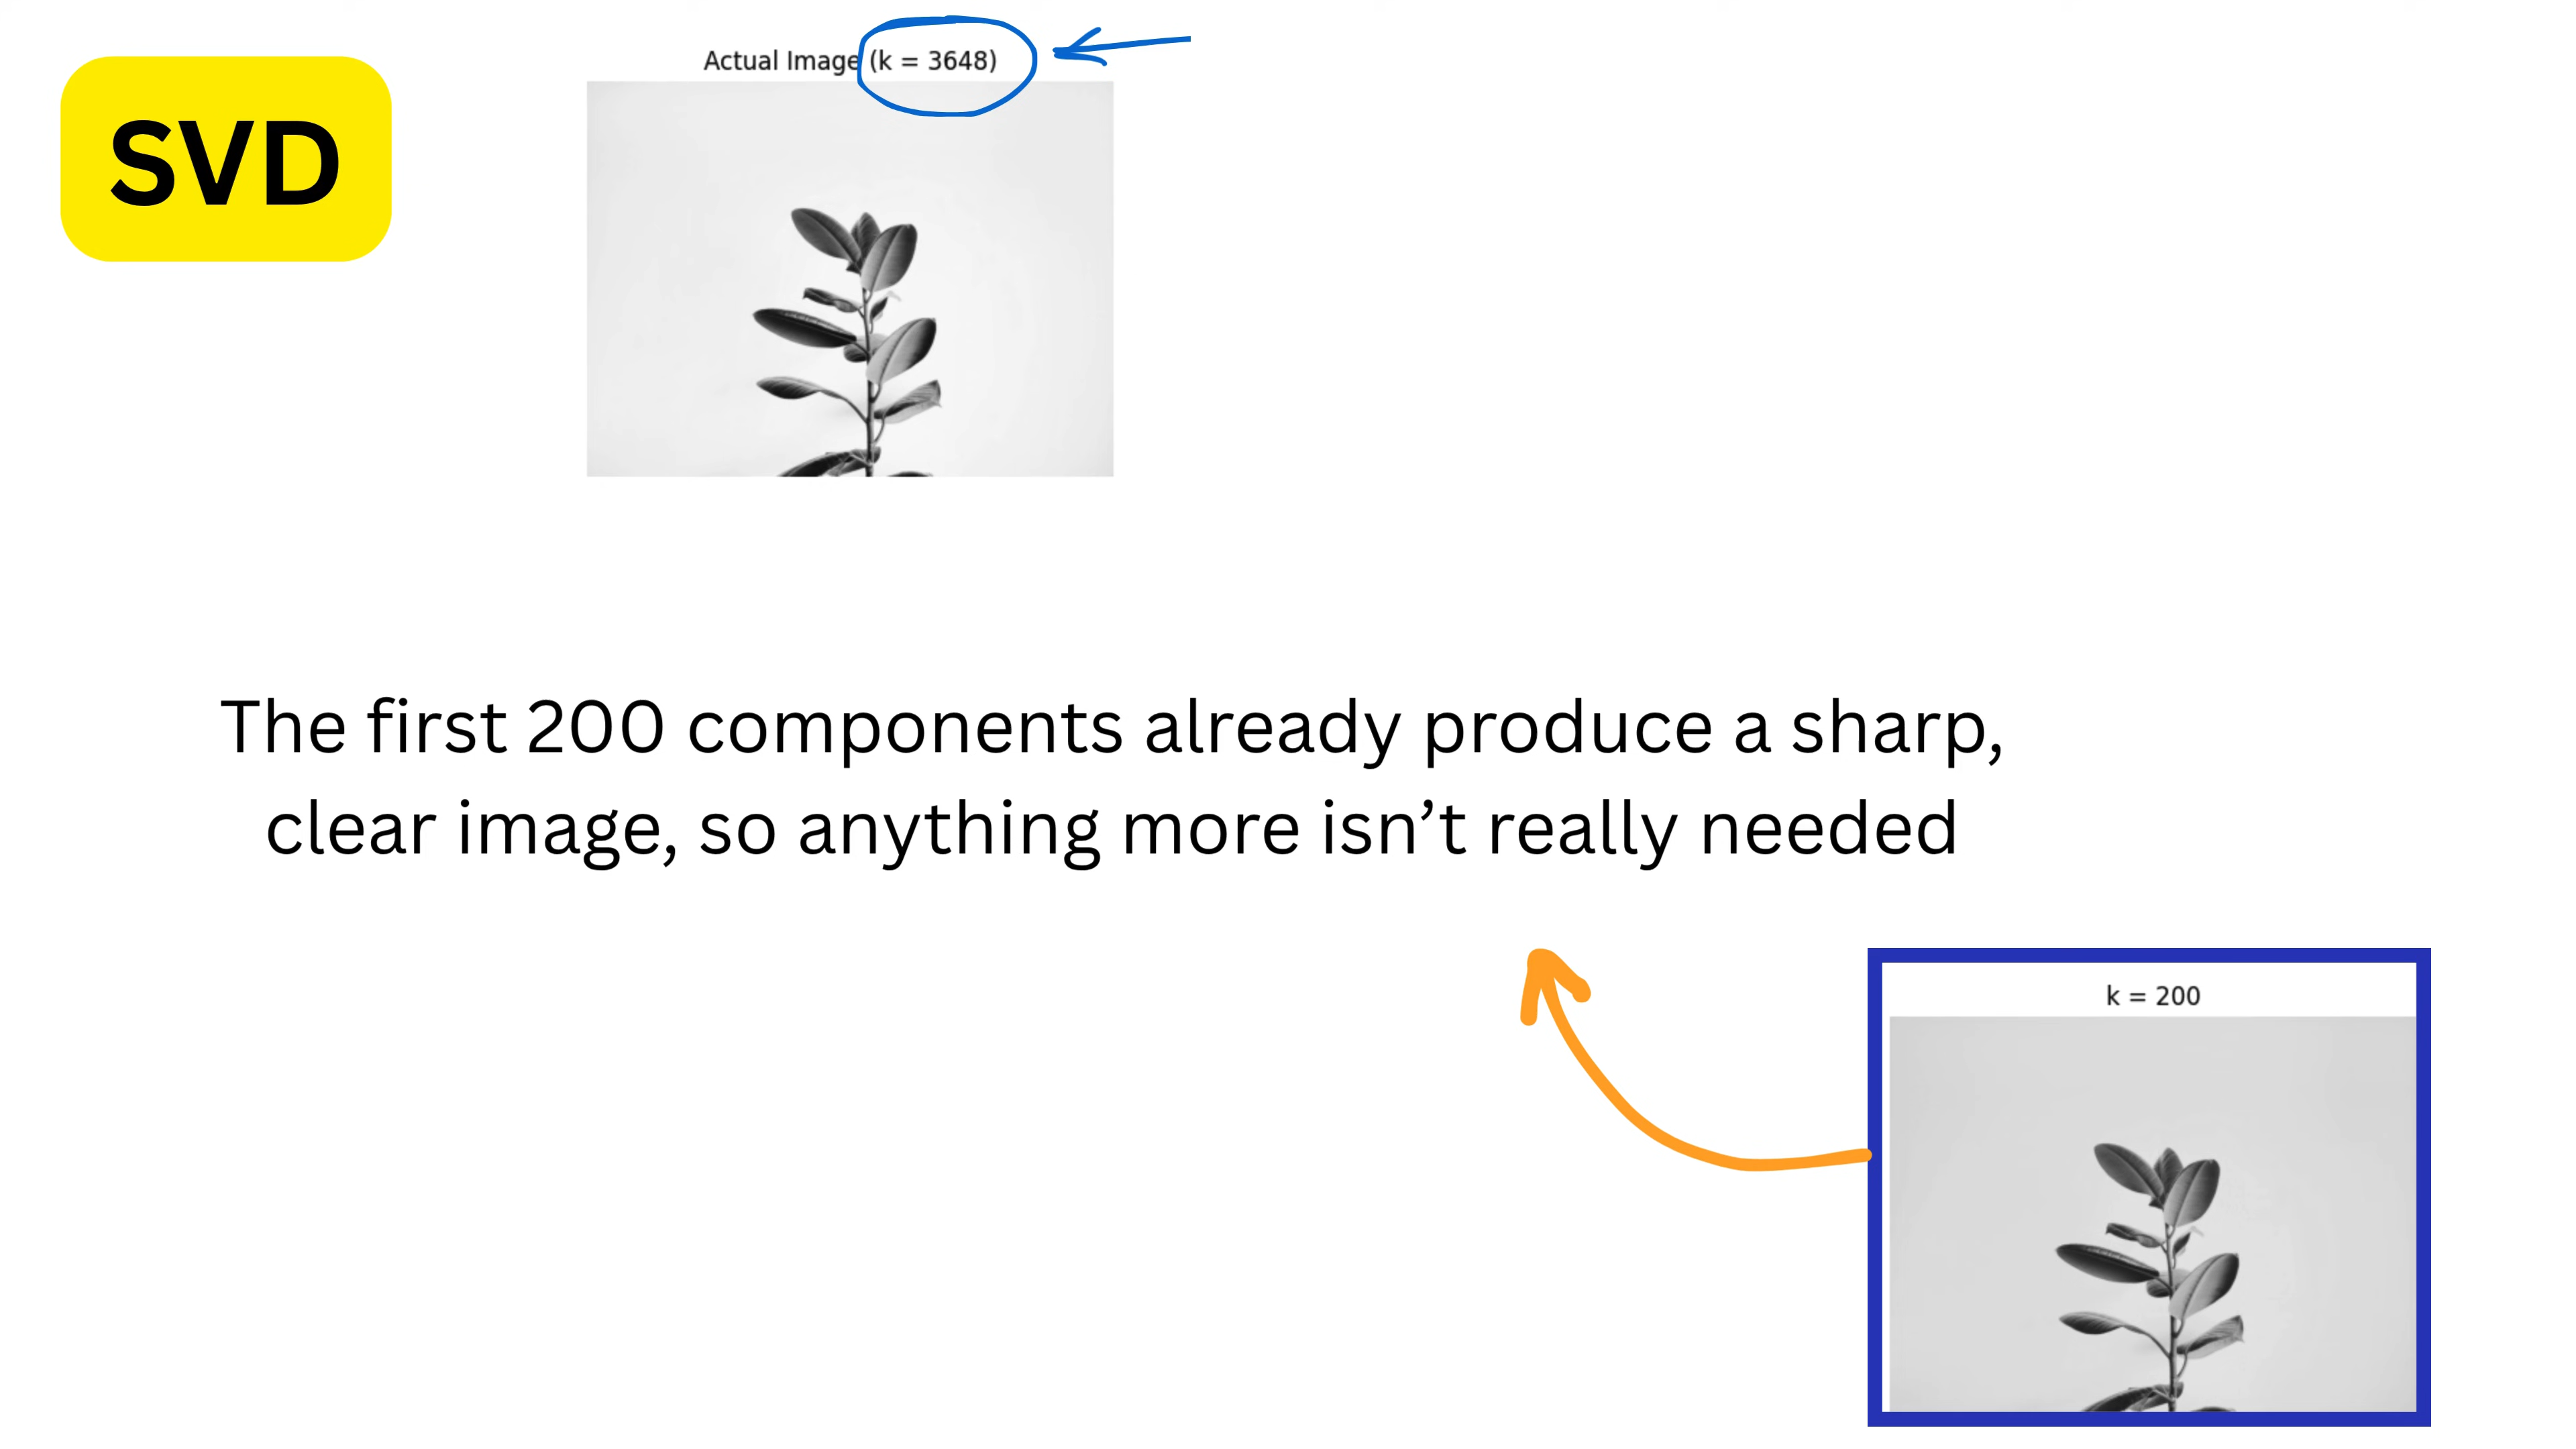 SVD
Actual Image (k = 3648)
The first 200 components already produce a sharp,
clear image, so anything more isn’t really needed
k = 200